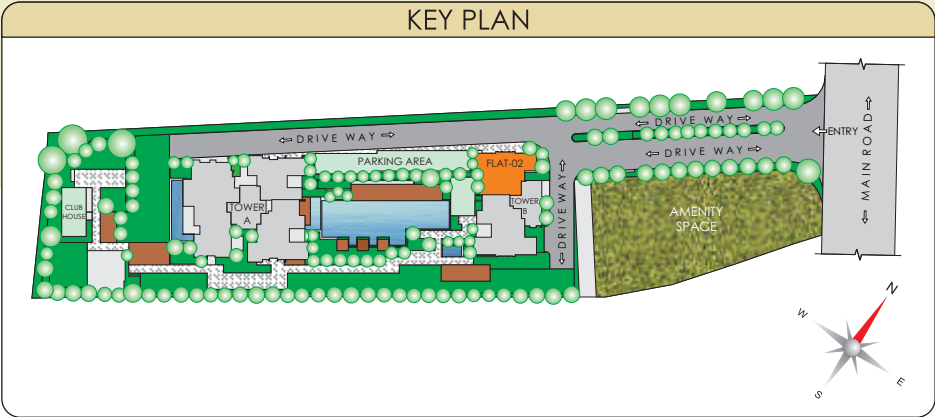 KEY PLAN
DRIVE WAY
DRIVE WAY
DRIVE WAY
DRIVE WAY
ENTRY
MAIN ROAD
PARKING AREA
FLAT-02
CLUB
HOUSE
TOWER
A
TOWER
B
AMENITY
SPACE
N
W
E
S